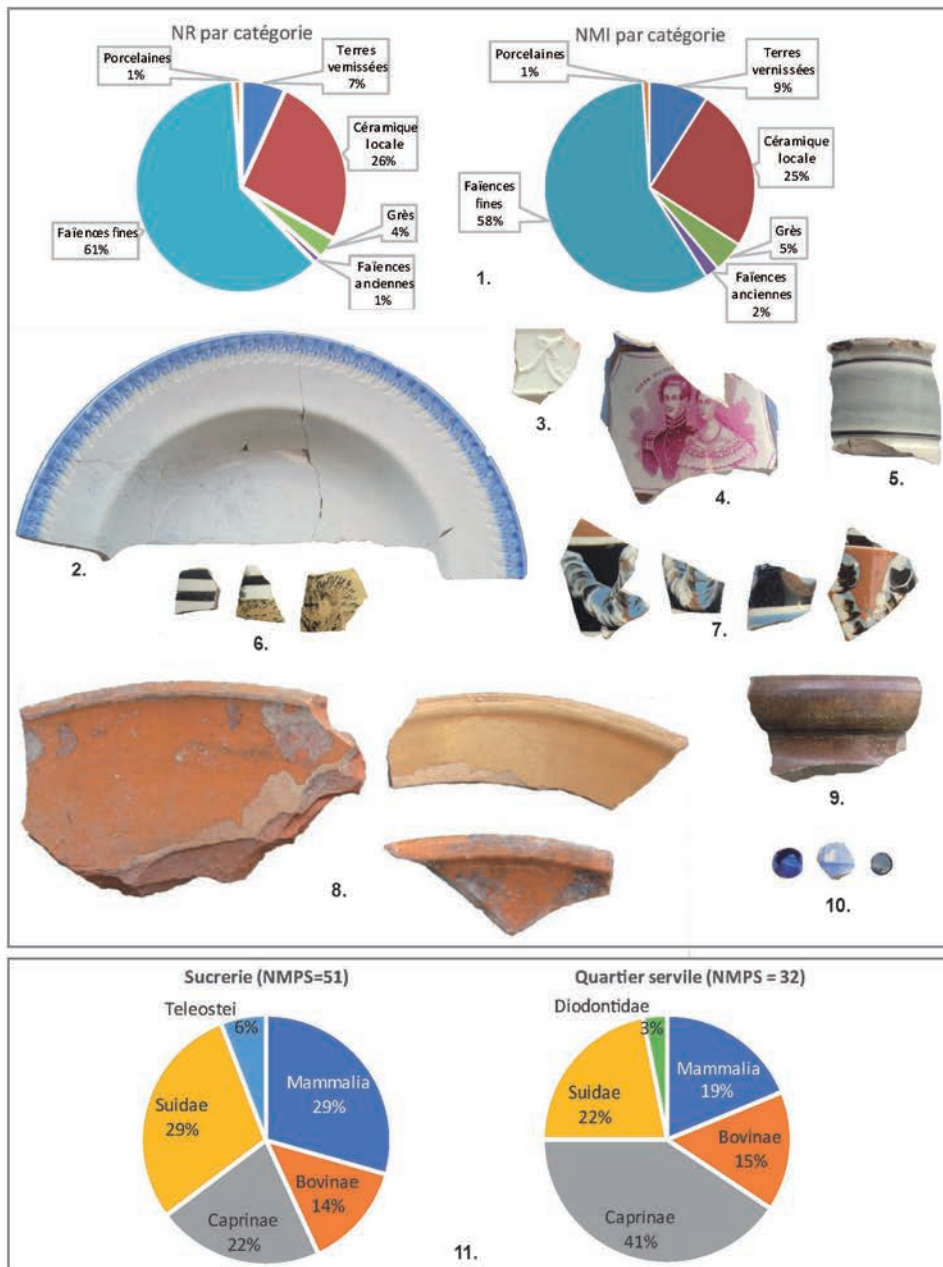 NR par catégorie
Porcelaines
1%
Terres
vernissées
7%
Céramique
locale
26%
Grès
4%
Faïences
anciennes
1%
Faïences fines
61%
NMI par catégorie
Porcelaines
1%
Terres
vernissées
9%
Céramique
locale
25%
Grès
5%
Faïences
anciennes
2%
Faïences
fines
58%
1.
2.
3.
4.
5.
6.
7.
8.
9.
10.
Sucrerie (NMPS=51)
Teleostei
6%
Mammalia
29%
Bovinae
14%
Caprinae
22%
Suidae
29%
Quartier servile (NMPS = 32)
Diodontidae
3%
Mammalia
19%
Bovinae
15%
Caprinae
41%
Suidae
22%
11.